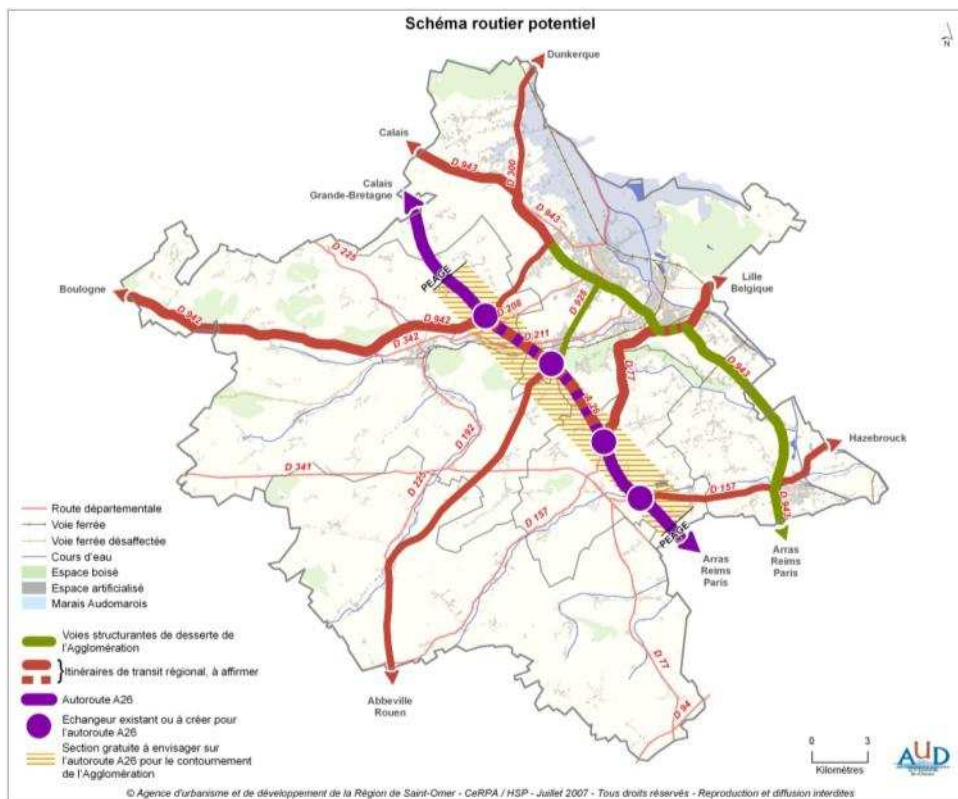 Schéma routier potentiel
N
Dunkerque
Calais
D 943
D 300
Calais
Grande-Bretagne
D 943
D 225
PEAGE
Lille
Belgique
Boulogne
D 942
D 942
D 208
D 928
D 342
D 211
D 77
D 943
A 26
D 192
Hazebrouck
D 341
D 225
D 157
D 157
D 943
PEAGE
Arras
Reims
Paris
Arras
Reims
Paris
D 77
D 94
Abbeville
Rouen
Route départementale
Voie ferrée
Voie ferrée désaffectée
Cours d'eau
Espace boisé
Espace artificialisé
Marais Audomarois
Voies structurantes de desserte de
l'Agglomération
Itinéraires de transit régional, à affirmer
Autoroute A26
Echangeur existant ou à créer pour
l'autoroute A26
Section gratuite à envisager sur
l'autoroute A26 pour le contournement
de l'Agglomération
0 3
Kilomètres
AUD
© Agence d'urbanisme et de développement de la Région de Saint-Omer - CeRPA / HSP - Juillet 2007 - Tous droits réservés - Reproduction et diffusion interdites